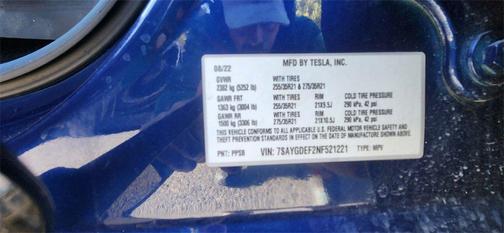 MFD BY TESLA, INC.
08/22
GVWR WITH TIRES
2382 kg (5252 lb) 255/35R21 & 275/35R21
GAWR FRT WITH TIRES RIM COLD TIRE PRESSURE
1363 kg (3004 lb) 255/35R21 21X9.5J 290 kPa, 42 psi
GAWR RR WITH TIRES RIM COLD TIRE PRESSURE
1500 kg (3306 lb) 275/35R21 21X10.5J 290 kPa, 42 psi
THIS VEHICLE CONFORMS TO ALL APPLICABLE U.S. FEDERAL MOTOR VEHICLE SAFETY AND
THEFT PREVENTION STANDARDS IN EFFECT ON THE DATE OF MANUFACTURE SHOWN ABOVE.
PNT: PPSB VIN: 7SAYGDEF2NF521221 TYPE: MPV